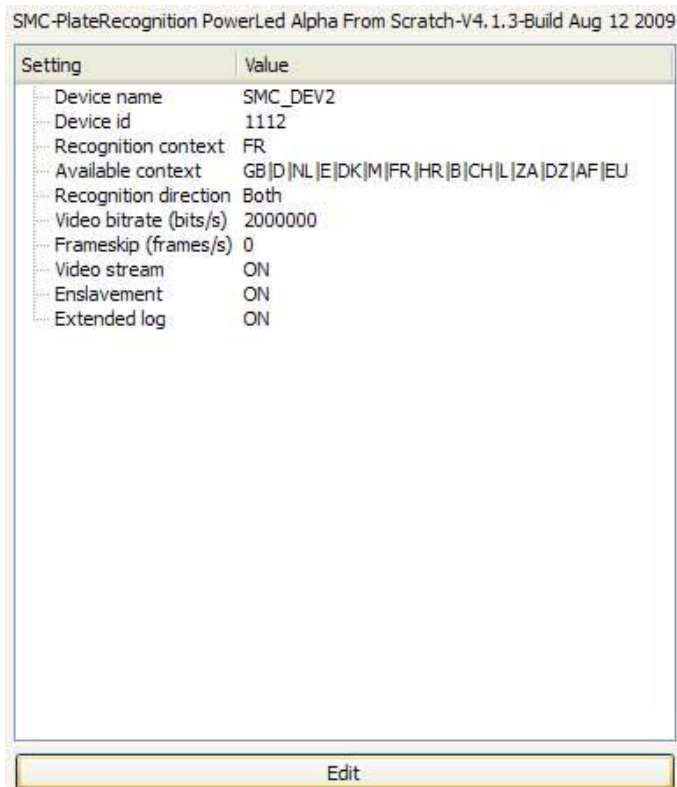 SMC-PlateRecognition PowerLed Alpha From Scratch-V4.1.3-Build Aug 12 2009
Setting Value
Device name SMC_DEV2
Device id 1112
Recognition context FR
Available context GB|D|NL|E|DK|M|FR|HR|B|CH|L|ZA|DZ|AF|EU
Recognition direction Both
Video bitrate (bits/s) 2000000
Frameskip (frames/s) 0
Video stream ON
Enslavement ON
Extended log ON
Edit